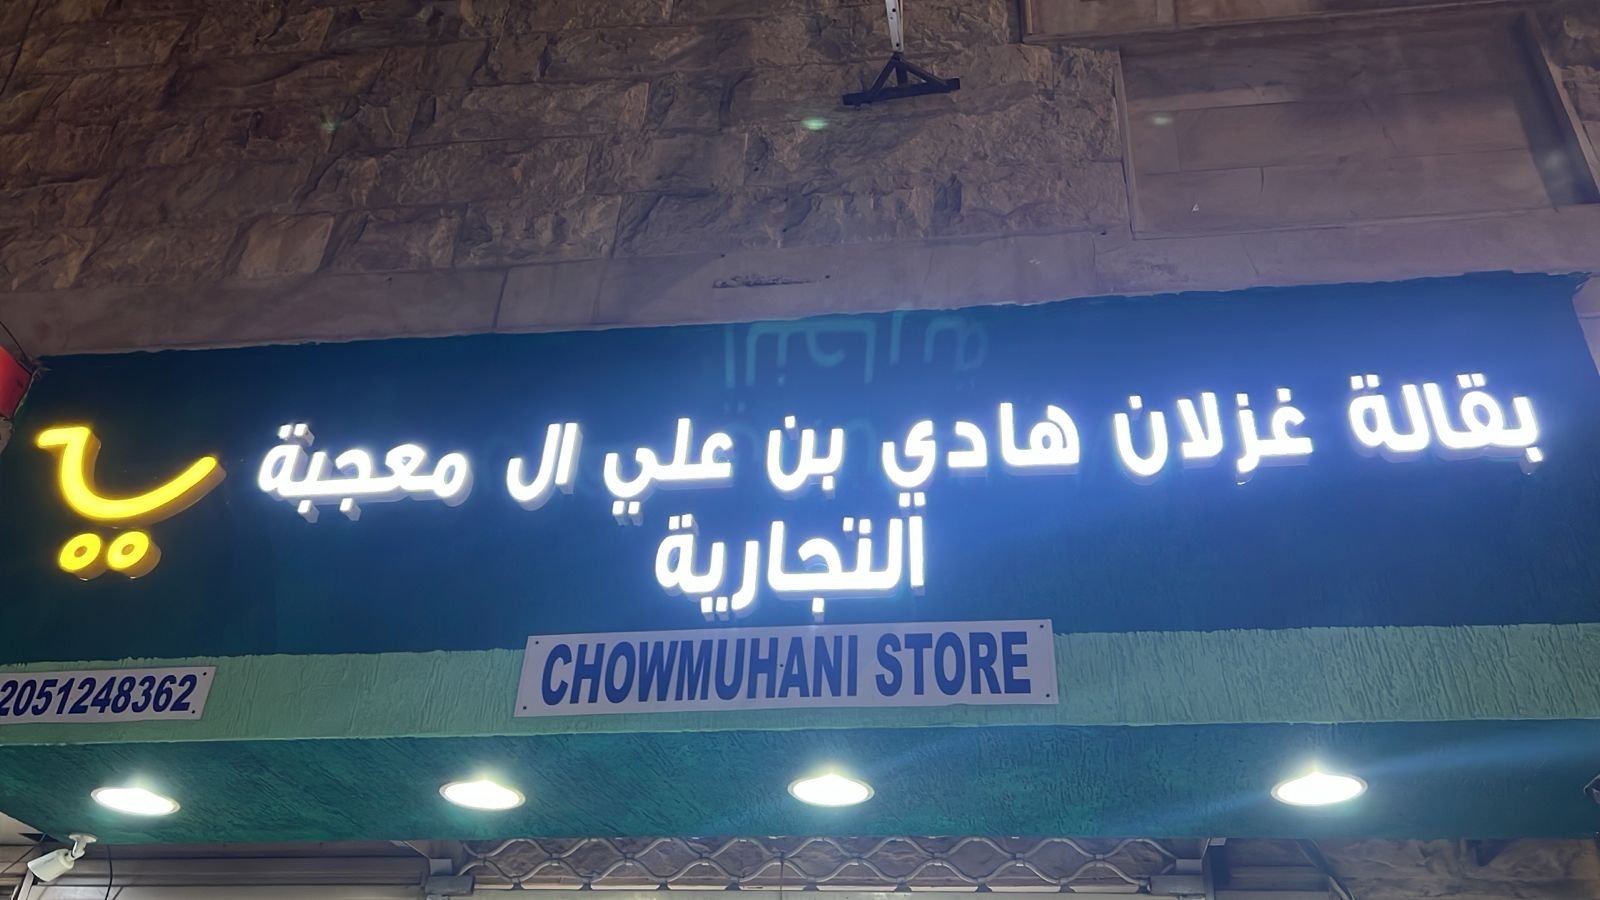 بقالة غزلان هادي بن علي ال معجبة
التجارية
CHOWMUHANI STORE
2051248362